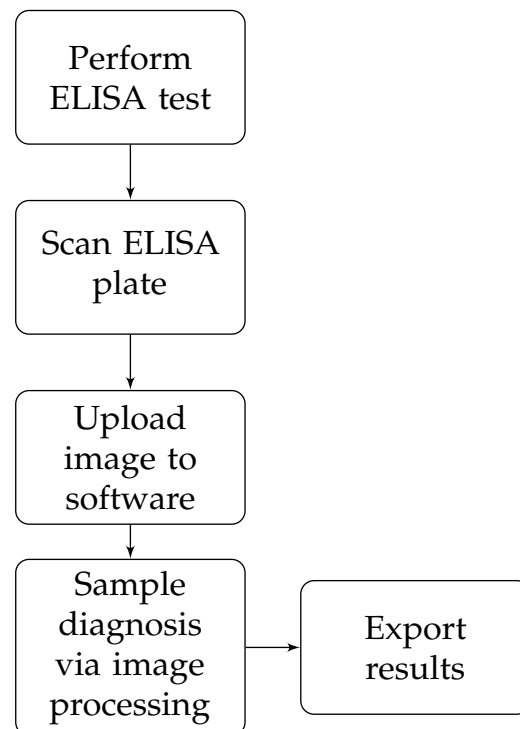 Perform
ELISA test
Scan ELISA
plate
Upload
image to
software
Sample
diagnosis
via image
processing
Export
results